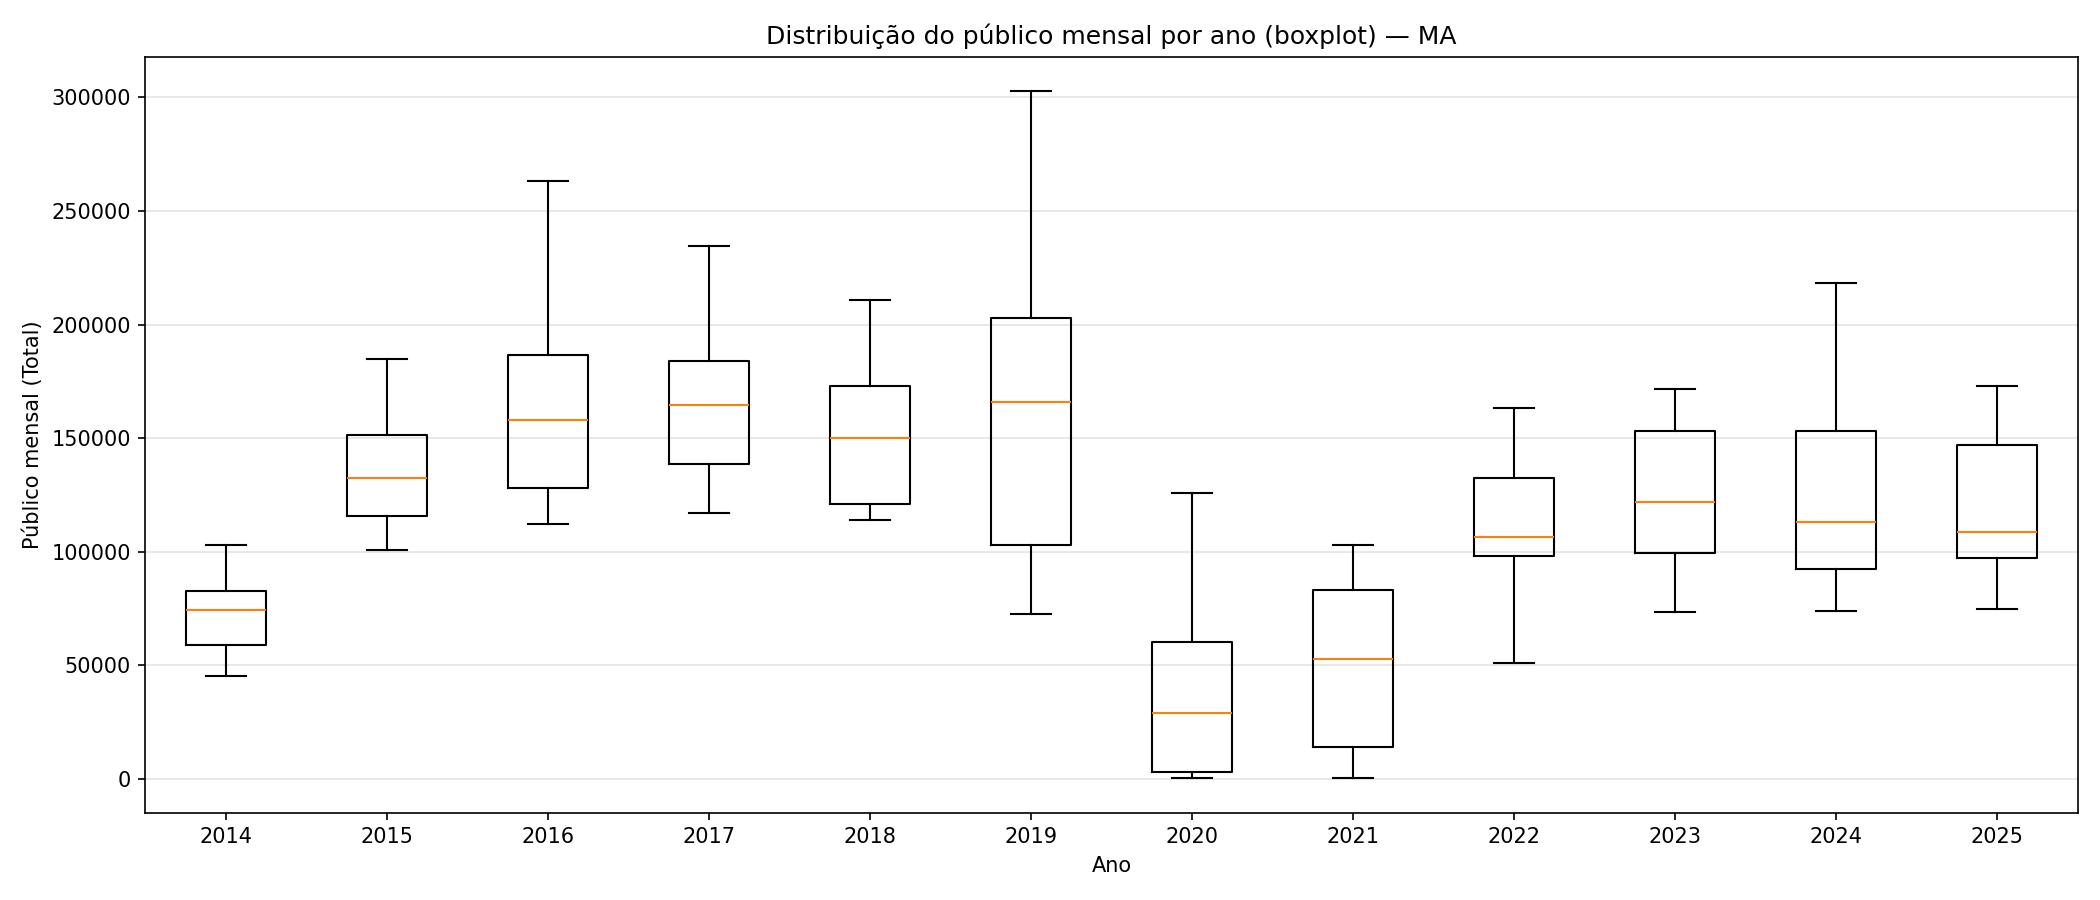 Distribuição do público mensal por ano (boxplot) — MA
Público mensal (Total)
300000
250000
200000
150000
100000
50000
0
2014 2015 2016 2017 2018 2019 2020 2021 2022 2023 2024 2025
Ano